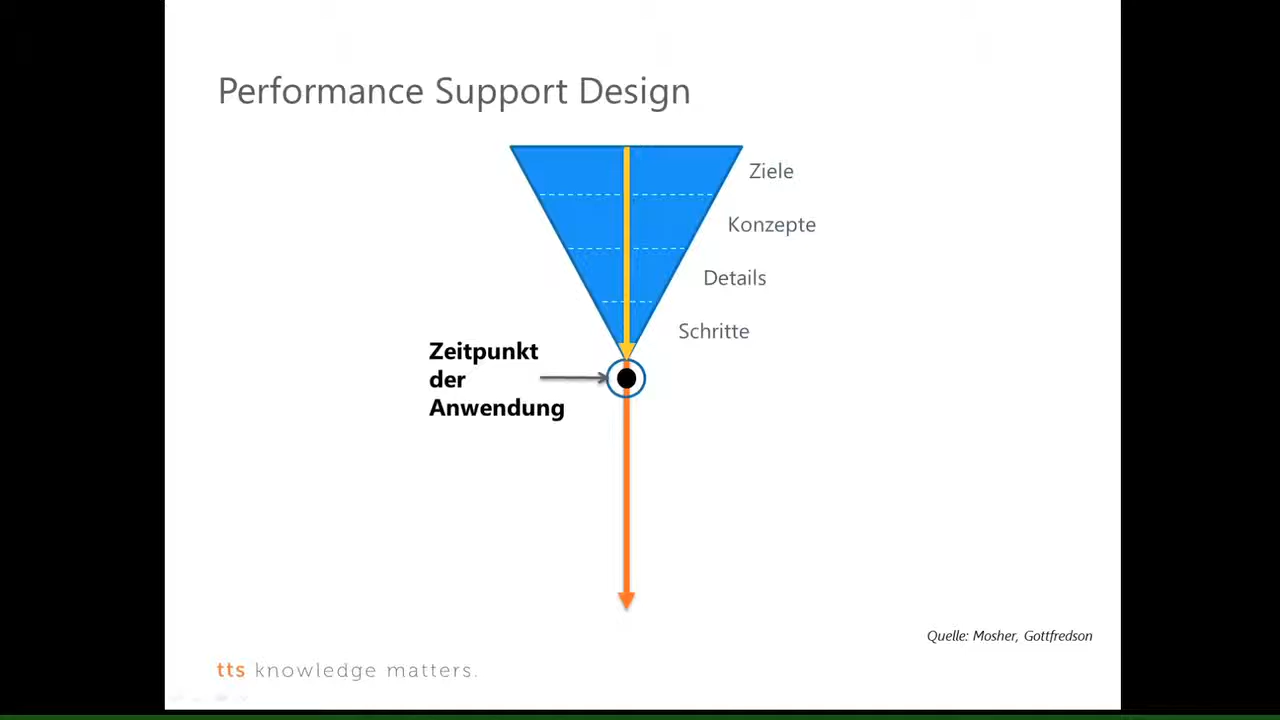 Performance Support Design
Ziele
Konzepte
Details
Schritte
Zeitpunkt
der
Anwendung
Quelle: Mosher, Gottfredson
tts knowledge matters.